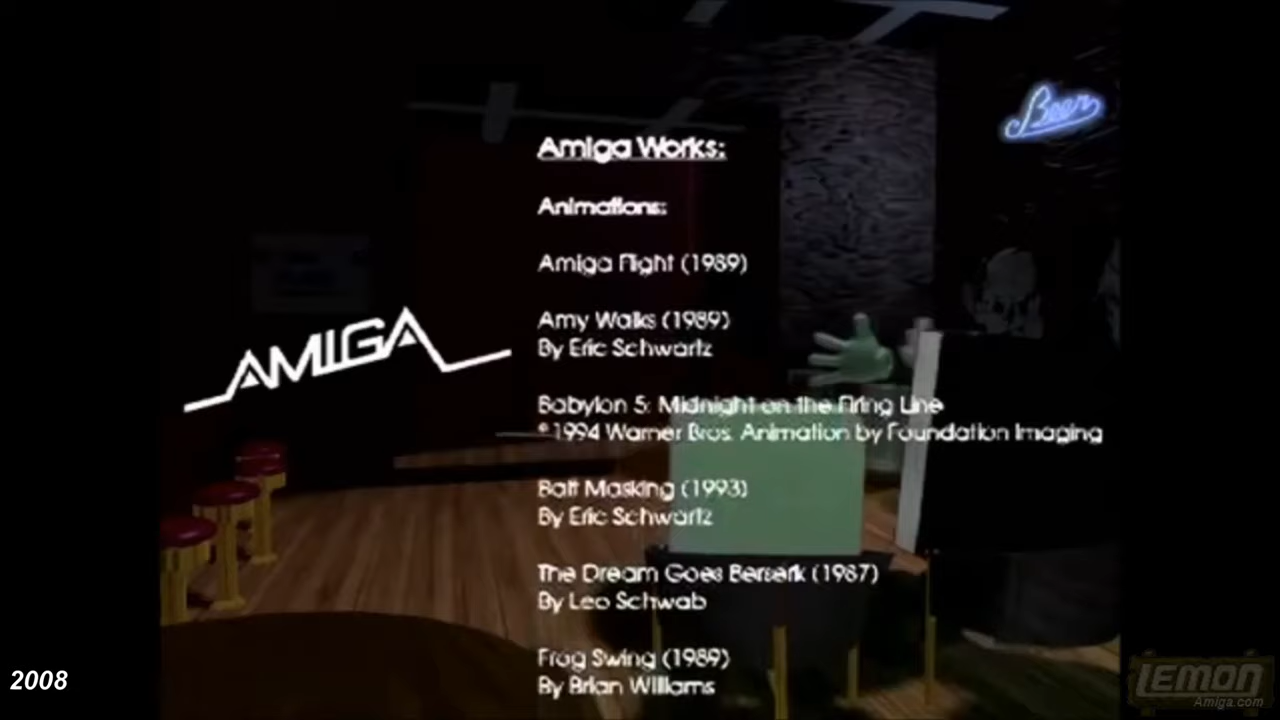 Beer
Amiga Works:
Animations:
Amiga Flight (1989)
Amy Walks (1989)
By Eric Schwartz
AMIGA
Babylon 5: Midnight on the Firing Line
©1994 Warner Bros. Animation by Foundation Imaging
Bait Masking (1993)
By Eric Schwartz
The Dream Goes Berserk (1987)
By Leo Schwab
Frog Swing (1989)
By Brian Williams
2008
LEMON
Amiga.com